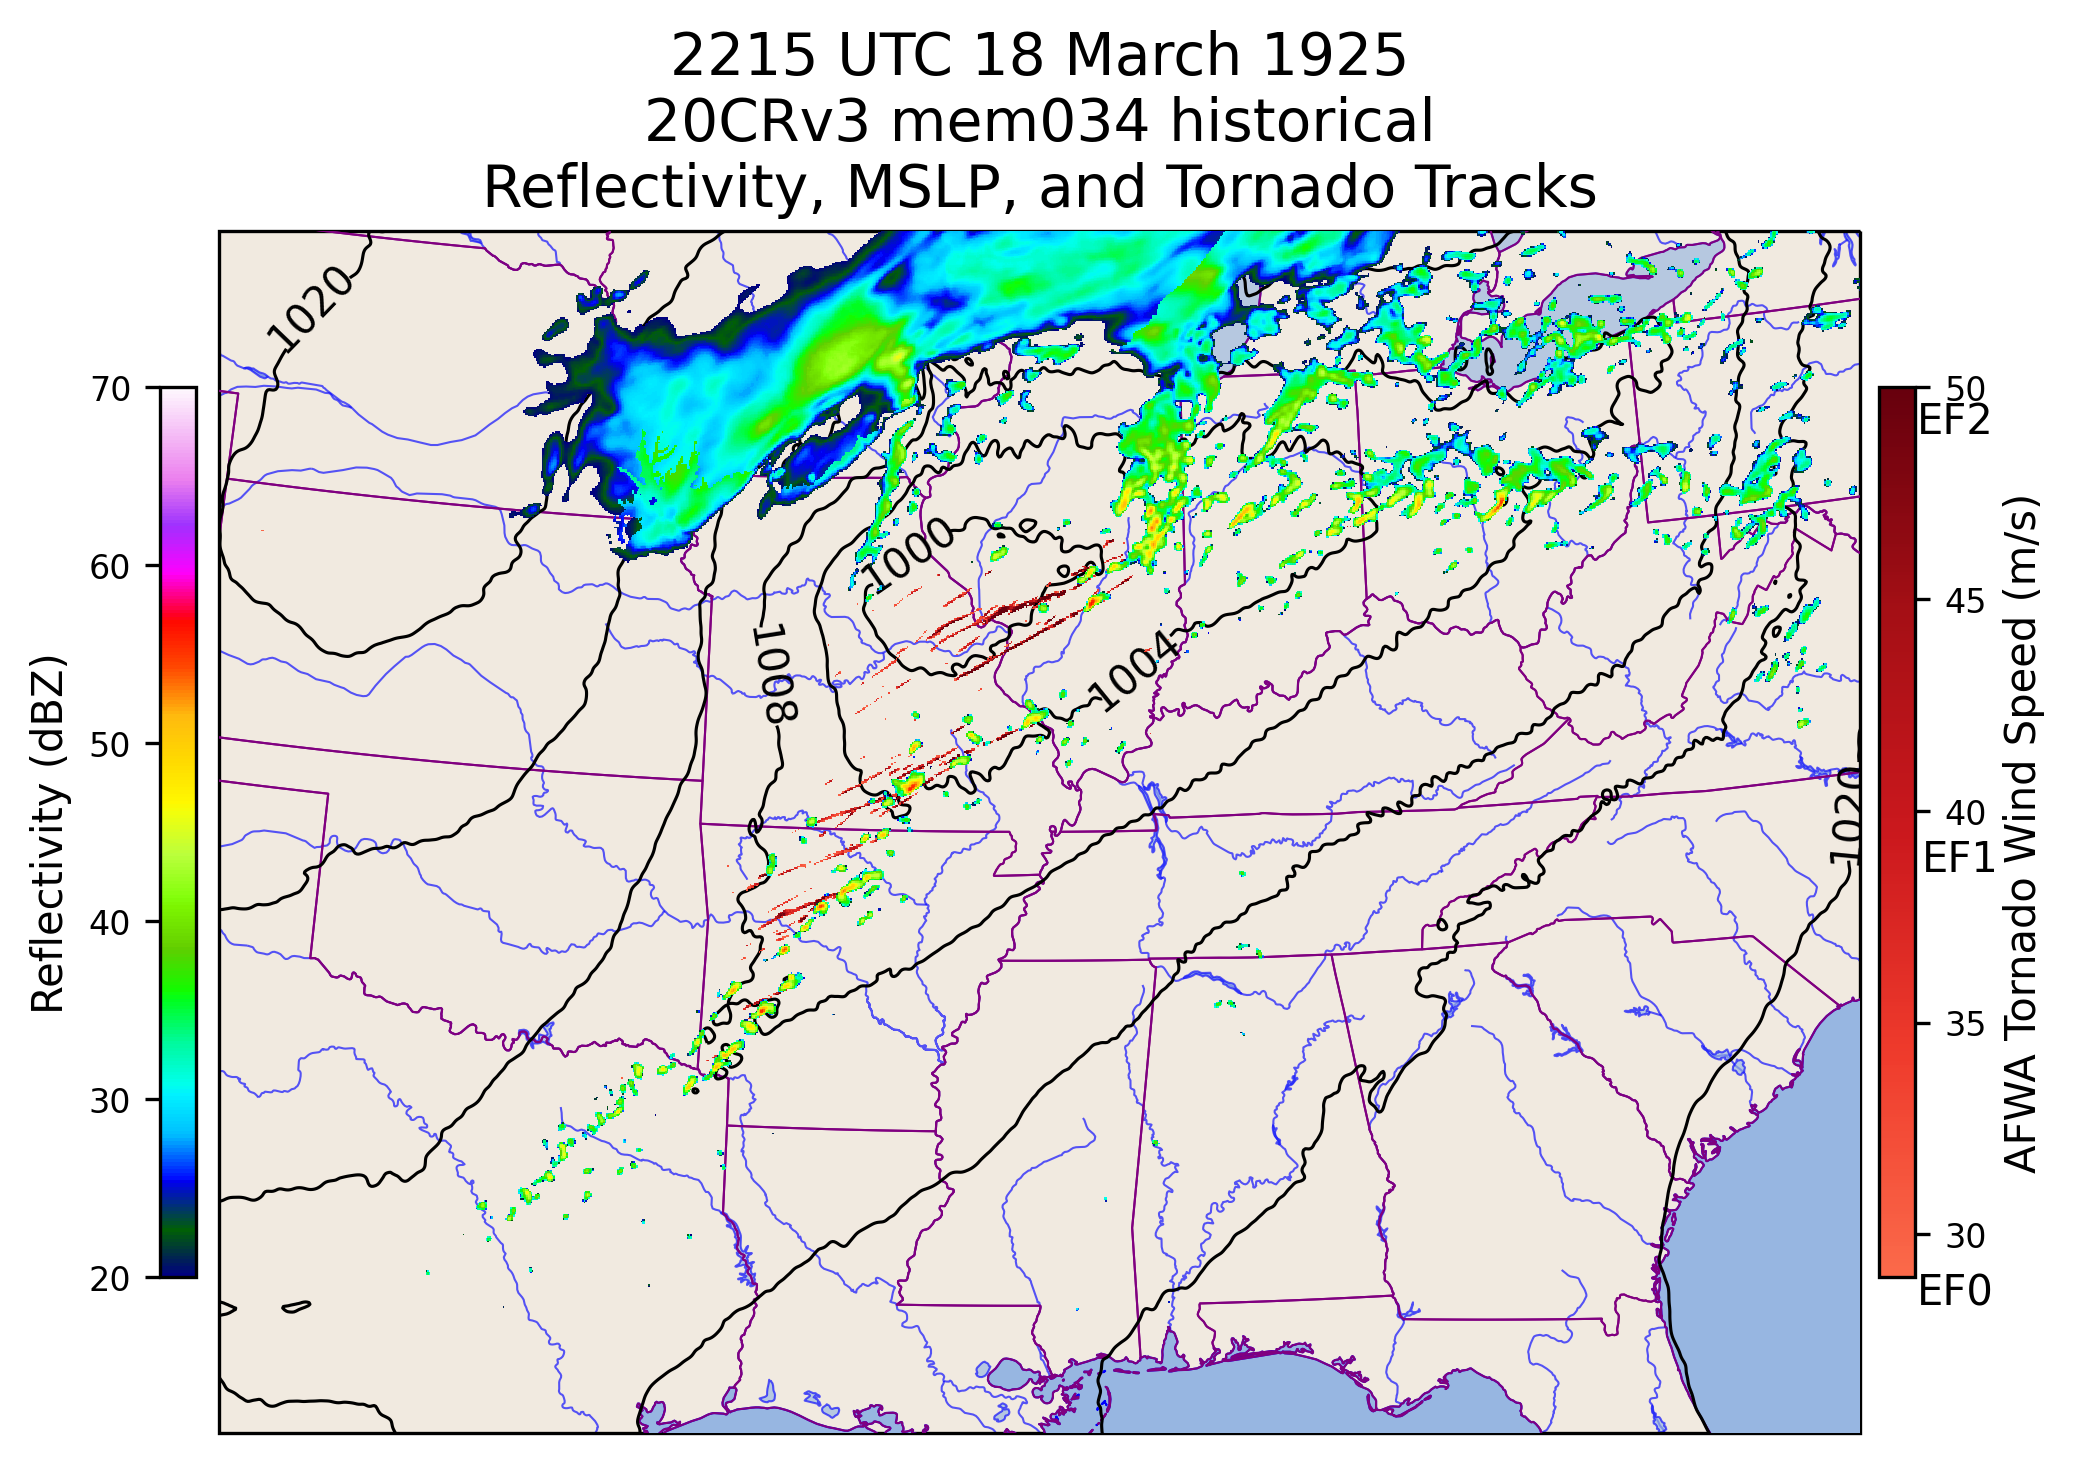 2215 UTC 18 March 1925
20CRv3 mem034 historical
Reflectivity, MSLP, and Tornado Tracks
1020
1000
1008
1004
1020
70
60
50
40
30
20
Reflectivity (dBZ)
50
EF2
45
40
EF1
35
30
EF0
AFWA Tornado Wind Speed (m/s)